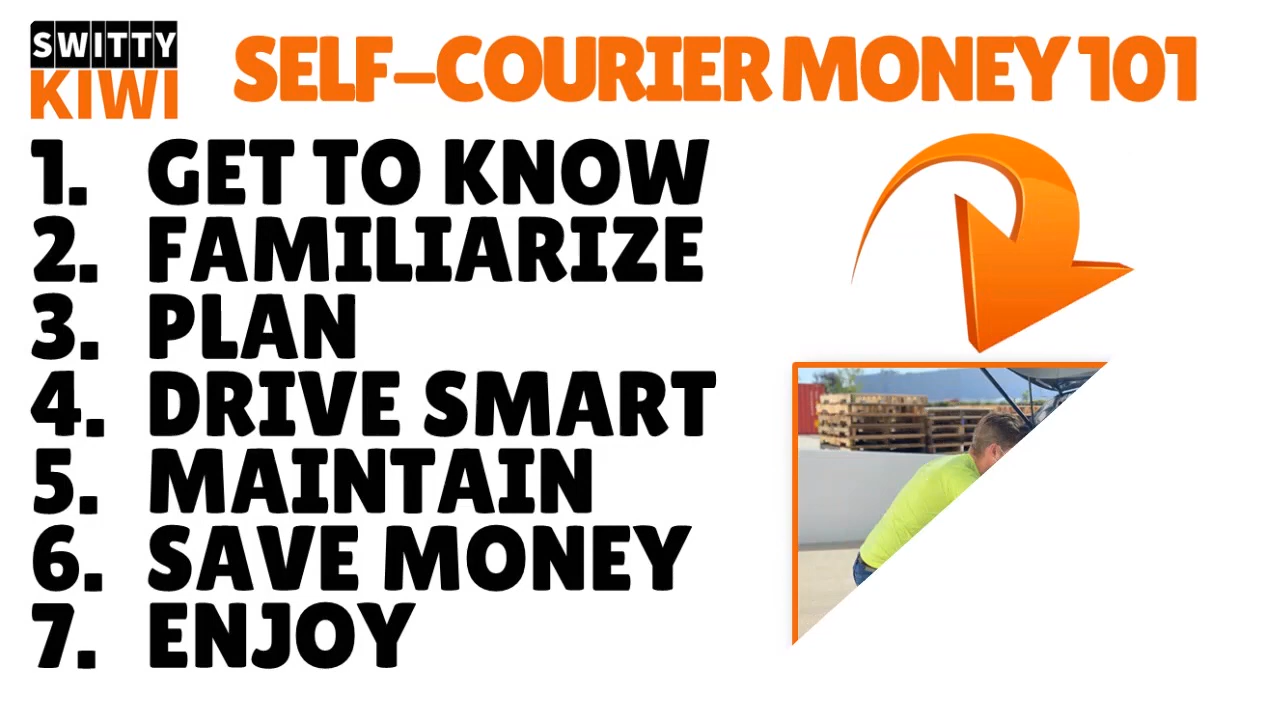 SWITTY
KIWI
SELF-COURIER MONEY 101
1. GET TO KNOW
2. FAMILIARIZE
3. PLAN
4. DRIVE SMART
5. MAINTAIN
6. SAVE MONEY
7. ENJOY